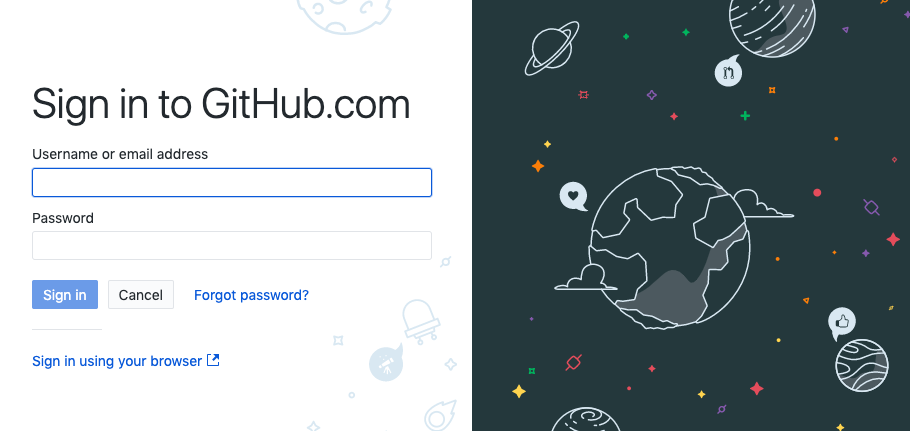 Sign in to GitHub.com
Username or email address
Password
Sign in Cancel Forgot password?
Sign in using your browser